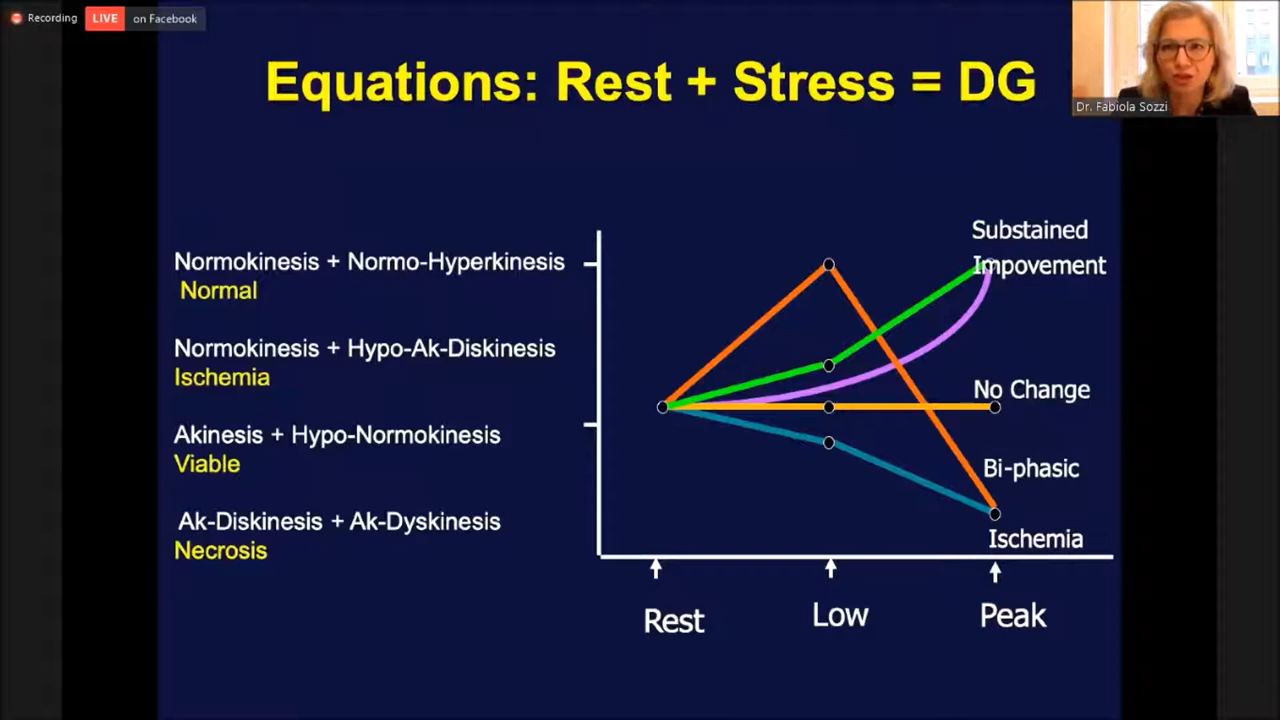 Recording LIVE on Facebook
Equations: Rest + Stress = DG
Dr. Fabiola Sozzi
Normokinesis + Normo-Hyperkinesis
Normal
Normokinesis + Hypo-Ak-Diskinesis
Ischemia
Akinesis + Hypo-Normokinesis
Viable
Ak-Diskinesis + Ak-Dyskinesis
Necrosis
Substained
Impovement
No Change
Bi-phasic
Ischemia
Rest Low Peak